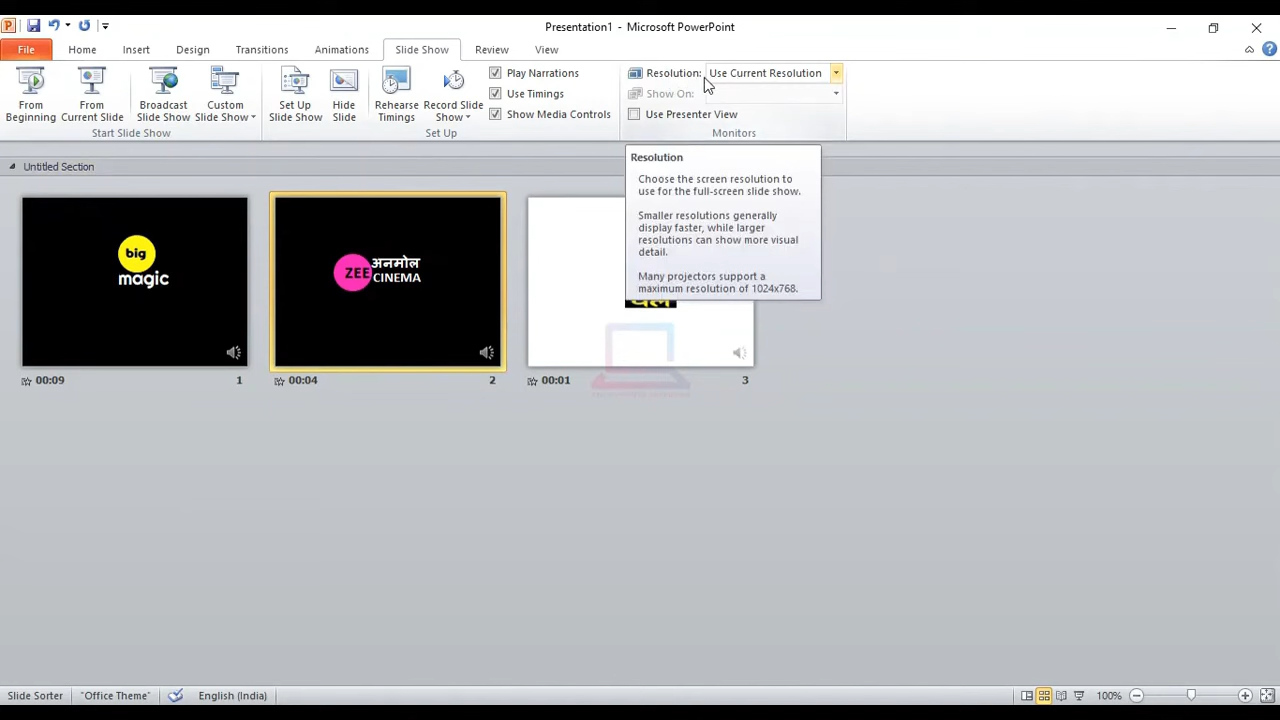 Presentation1 - Microsoft PowerPoint
File Home Insert Design Transitions Animations Slide Show Review View
From Beginning
From Current Slide
Broadcast Slide Show
Custom Slide Show
Start Slide Show
Set Up Slide Show
Hide Slide
Rehearse Timings
Record Slide Show
Play Narrations
Use Timings
Show Media Controls
Set Up
Resolution: Use Current Resolution
Show On:
Use Presenter View
Monitors
Untitled Section
Resolution
Choose the screen resolution to
use for the full-screen slide show.
Smaller resolutions generally
display faster, while larger
resolutions can show more visual
detail.
Many projectors support a
maximum resolution of 1024x768.
big
magic
ZEE अनमोल
CINEMA
00:09 1
00:04 2
00:01 3
Slide Sorter "Office Theme" English (India) 100%